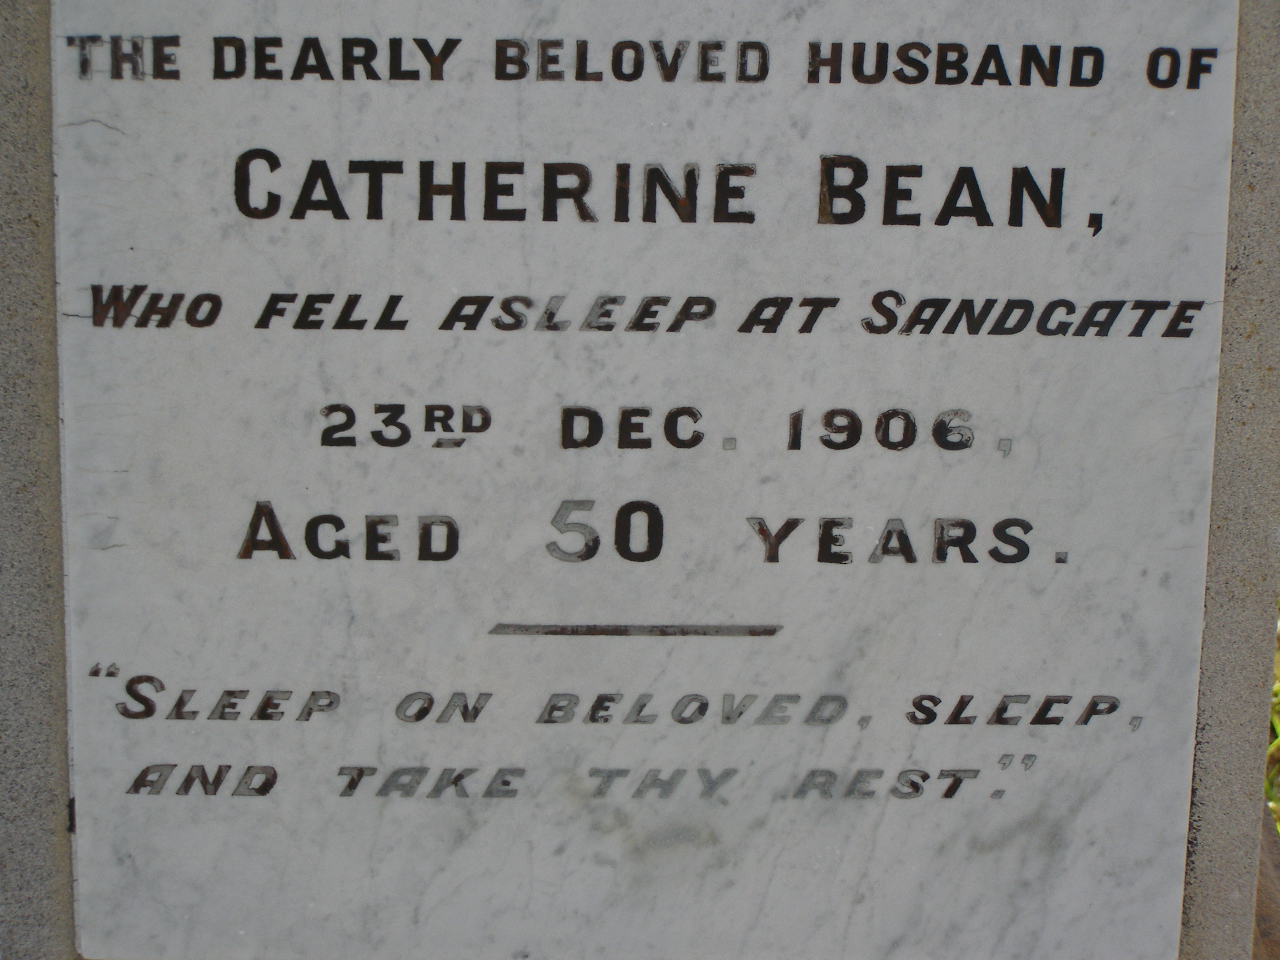 THE DEARLY BELOVED HUSBAND OF
CATHERINE BEAN,
WHO FELL ASLEEP AT SANDGATE
23RD DEC. 1906,
AGED 50 YEARS.
“SLEEP ON BELOVED, SLEEP,
AND TAKE THY REST.”